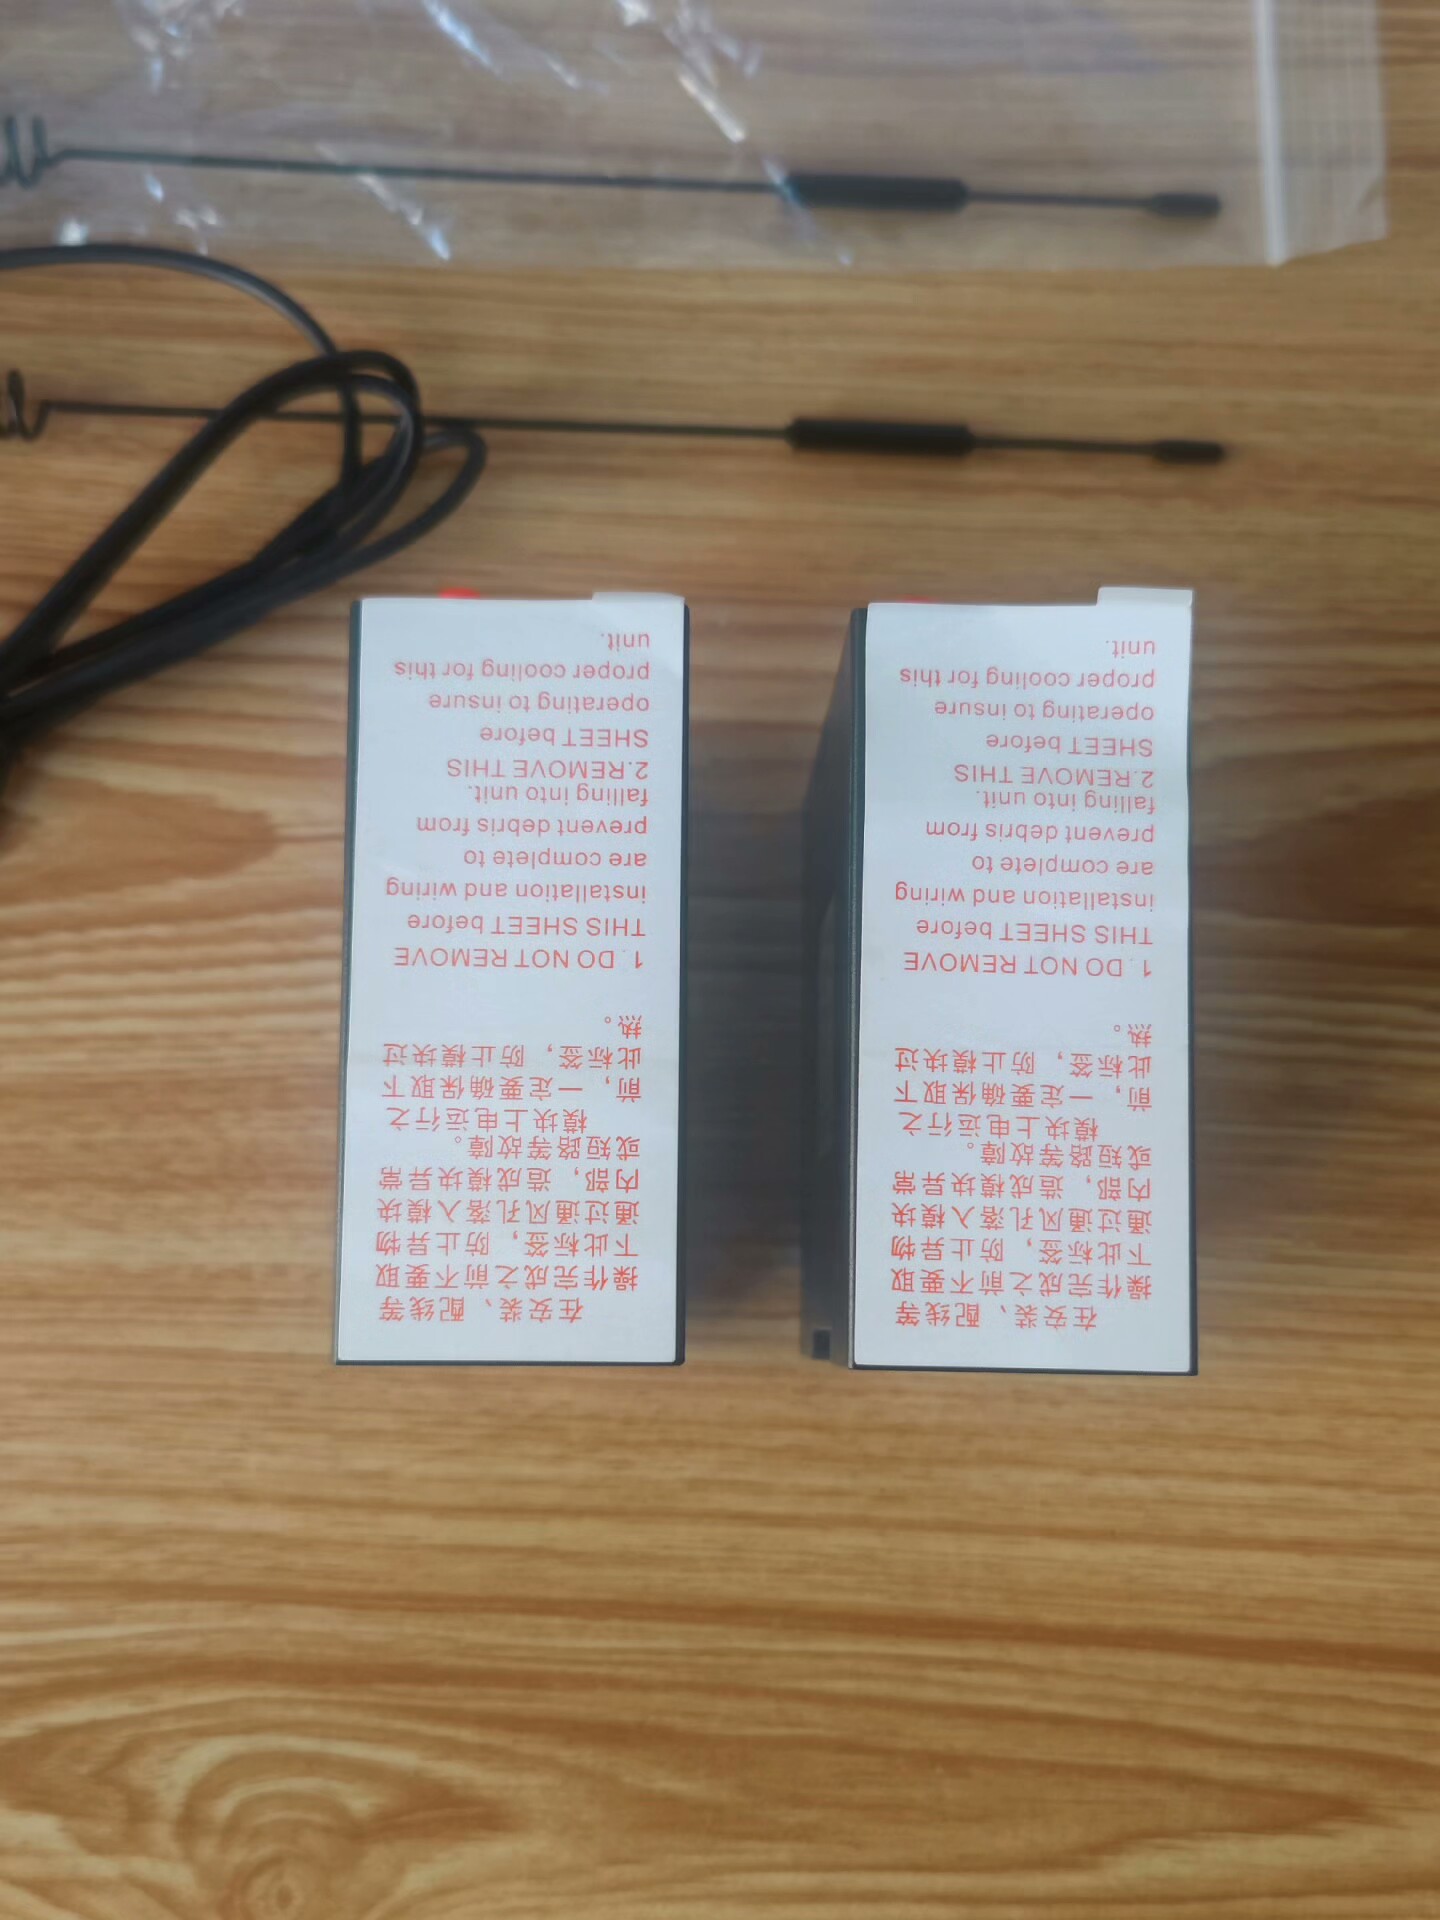 在安装、配线等
操作完成之前不要取
下此标签，防止异物
通过通风孔落入模块
内部，造成模块异常
或短路等故障。
模块上电运行之
前，一定要确保取下
此标签，防止模块过
热。
1. DO NOT REMOVE
THIS SHEET before
installation and wiring
are complete to
prevent debris from
falling into unit.
2.REMOVE THIS
SHEET before
operating to insure
proper cooling for this
unit.
在安装、配线等
操作完成之前不要取
下此标签，防止异物
通过通风孔落入模块
内部，造成模块异常
或短路等故障。
模块上电运行之
前，一定要确保取下
此标签，防止模块过
热。
1. DO NOT REMOVE
THIS SHEET before
installation and wiring
are complete to
prevent debris from
falling into unit.
2.REMOVE THIS
SHEET before
operating to insure
proper cooling for this
unit.